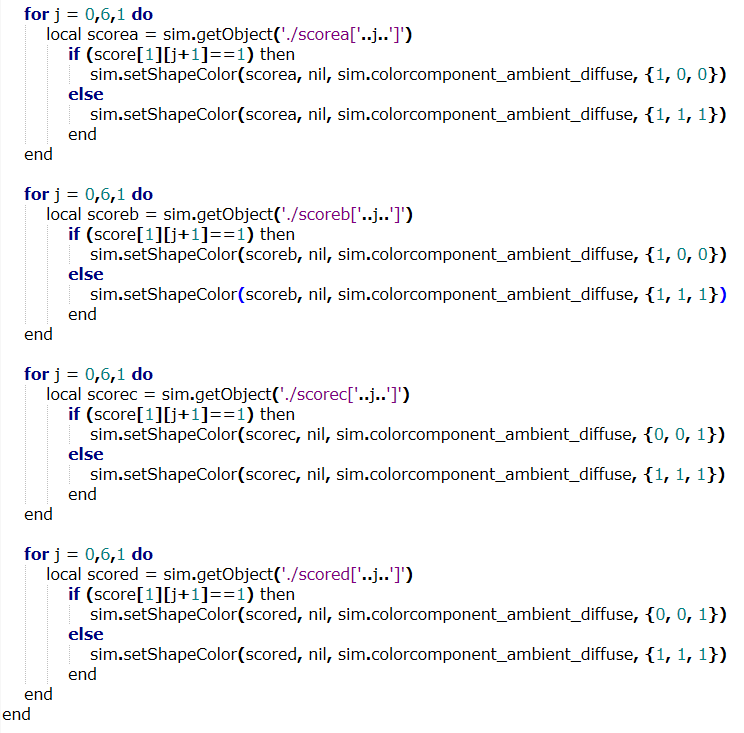 for j = 0,6,1 do
local scorea = sim.getObject('./scorea['..j..']')
if (score[1][j+1]==1) then
sim.setShapeColor(scorea, nil, sim.colorcomponent_ambient_diffuse, {1, 0, 0})
else
sim.setShapeColor(scorea, nil, sim.colorcomponent_ambient_diffuse, {1, 1, 1})
end
end
for j = 0,6,1 do
local scoreb = sim.getObject('./scoreb['..j..']')
if (score[1][j+1]==1) then
sim.setShapeColor(scoreb, nil, sim.colorcomponent_ambient_diffuse, {1, 0, 0})
else
sim.setShapeColor(scoreb, nil, sim.colorcomponent_ambient_diffuse, {1, 1, 1})
end
end
for j = 0,6,1 do
local scorec = sim.getObject('./scorec['..j..']')
if (score[1][j+1]==1) then
sim.setShapeColor(scorec, nil, sim.colorcomponent_ambient_diffuse, {0, 0, 1})
else
sim.setShapeColor(scorec, nil, sim.colorcomponent_ambient_diffuse, {1, 1, 1})
end
end
for j = 0,6,1 do
local scored = sim.getObject('./scored['..j..']')
if (score[1][j+1]==1) then
sim.setShapeColor(scored, nil, sim.colorcomponent_ambient_diffuse, {0, 0, 1})
else
sim.setShapeColor(scored, nil, sim.colorcomponent_ambient_diffuse, {1, 1, 1})
end
end
end